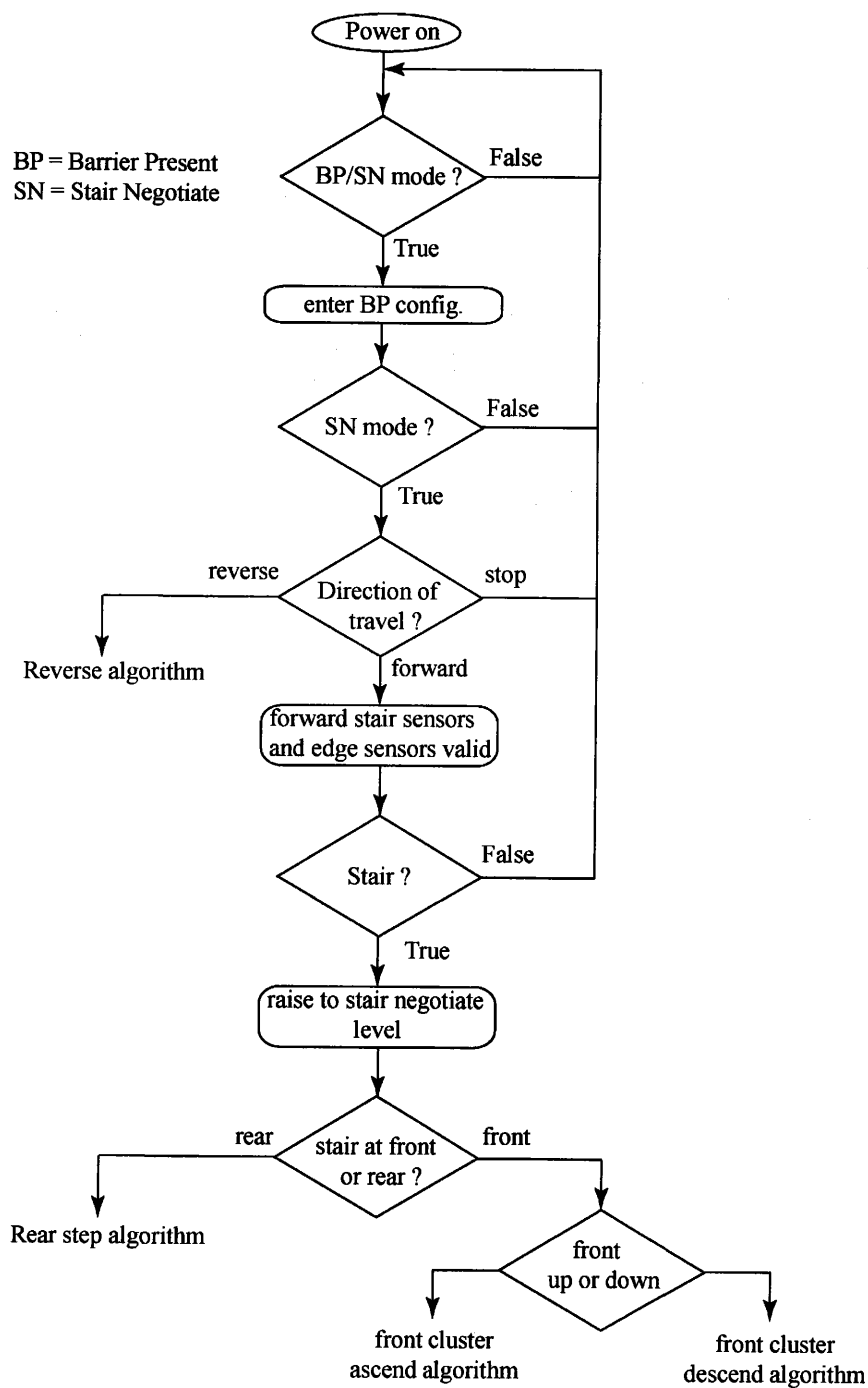 Power on
BP = Barrier Present
SN = Stair Negotiate
BP/SN mode ?
False
True
enter BP config.
SN mode ?
False
True
reverse
Direction of
travel ?
stop
Reverse algorithm
forward
forward stair sensors
and edge sensors valid
Stair ?
False
True
raise to stair negotiate
level
rear
stair at front
or rear ?
front
Rear step algorithm
front
up or down
front cluster
ascend algorithm
front cluster
descend algorithm